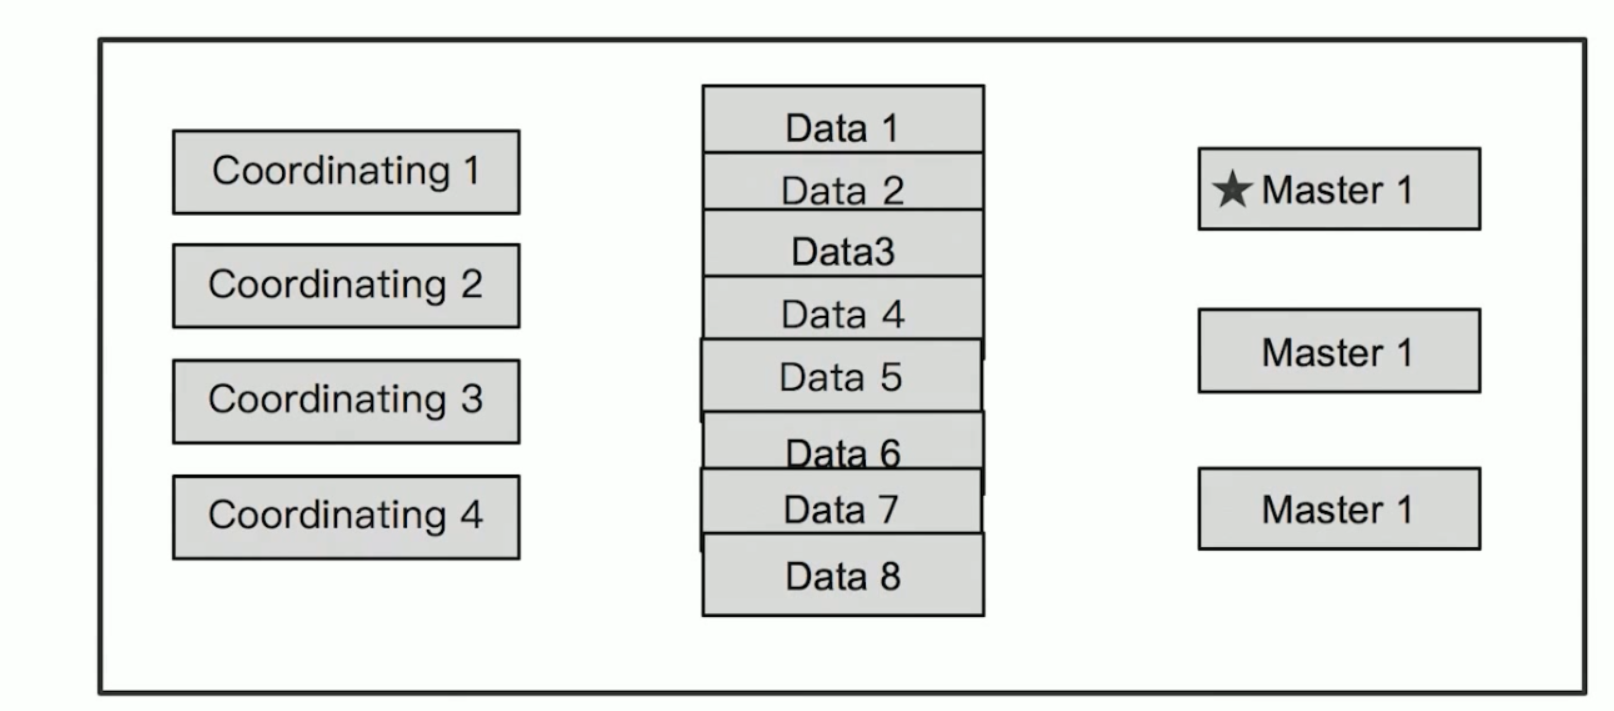 Coordinating 1
Coordinating 2
Coordinating 3
Coordinating 4
Data 1
Data 2
Data3
Data 4
Data 5
Data 6
Data 7
Data 8
★ Master 1
Master 1
Master 1